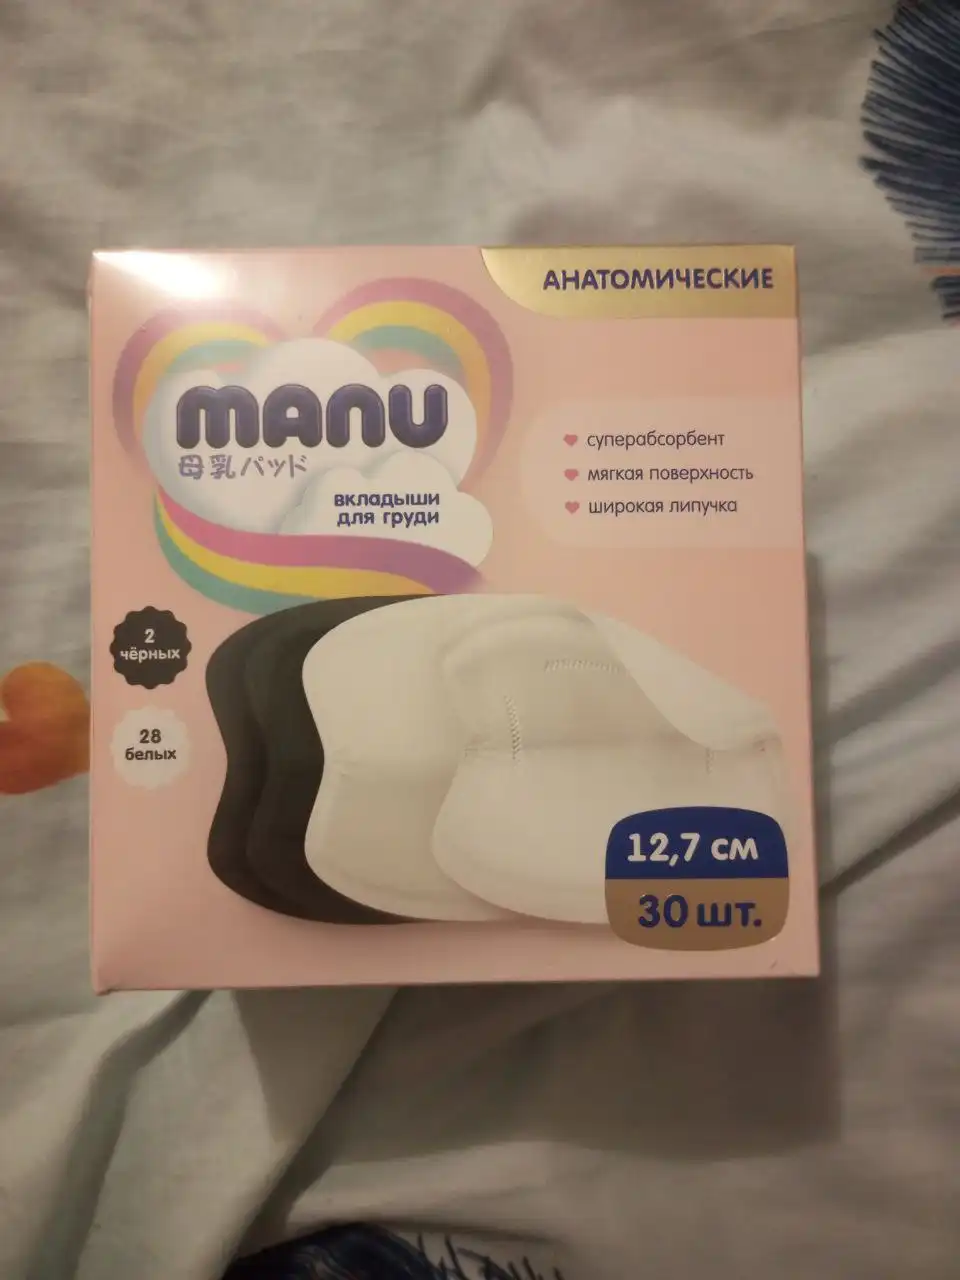 АНАТОМИЧЕСКИЕ
manu
母乳パッド
вкладыши
для груди
суперабсорбент
мягкая поверхность
широкая липучка
2
чёрных
28
белых
12,7 см
30 шт.